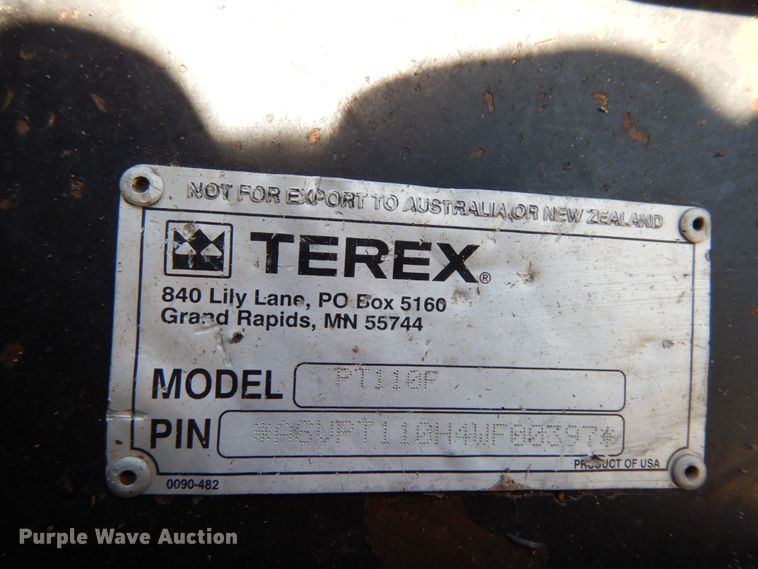 NOT FOR EXPORT TO AUSTRALIA OR NEW ZEALAND
TEREX®
840 Lily Lane, PO Box 5160
Grand Rapids, MN 55744
MODEL PT110F
PIN *ASVPT110H4WF00397*
PRODUCT OF USA
0090-482
Purple Wave Auction